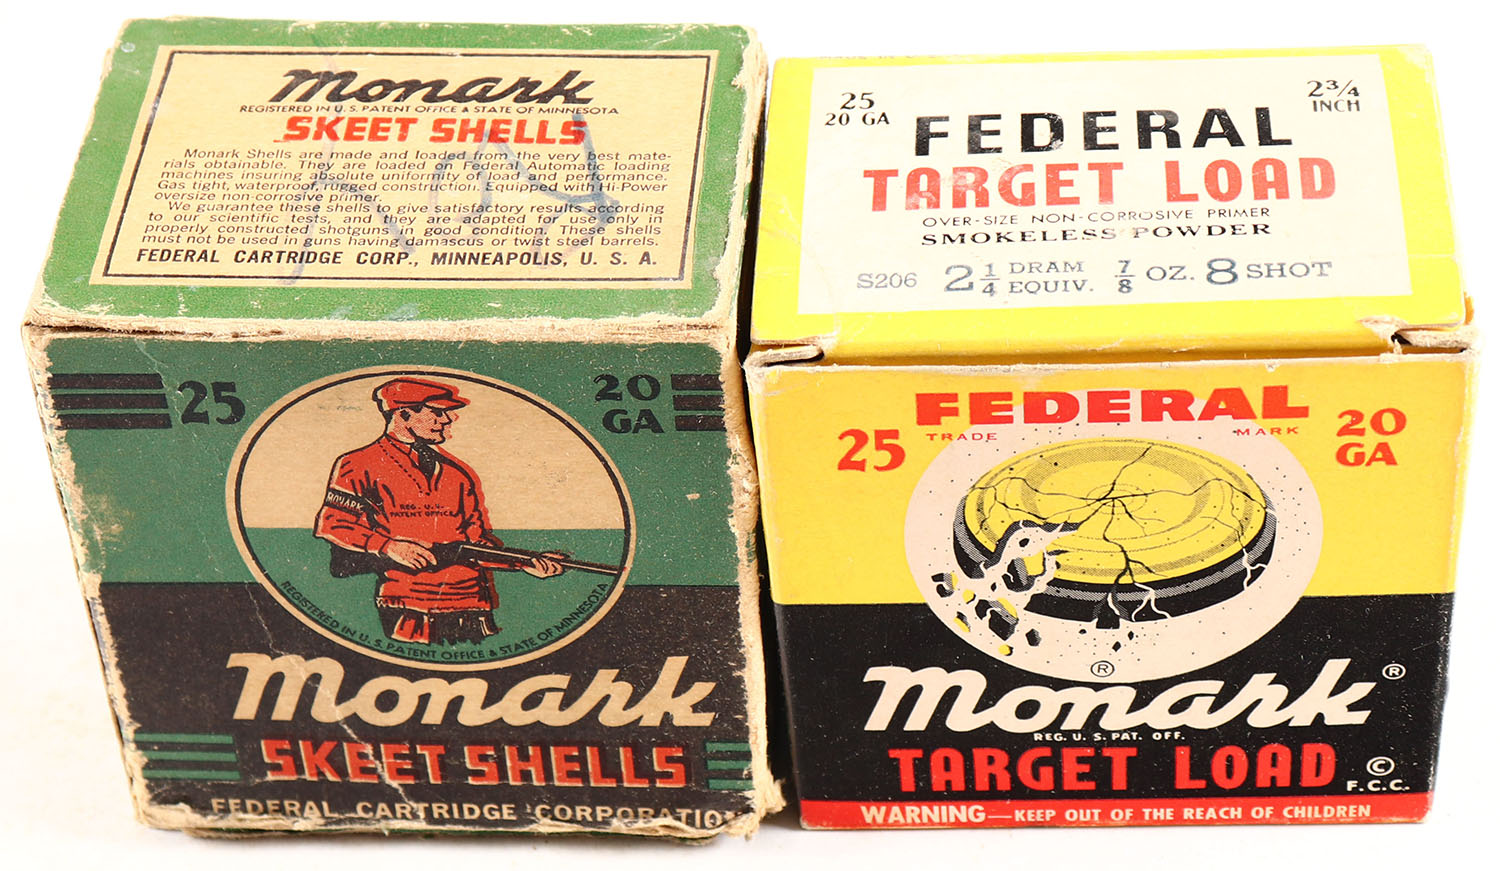 Monark
REGISTERED IN U. S. PATENT OFFICE & STATE OF MINNESOTA
SKEET SHELLS
Monark Shells are made and loaded from the very best mate-
rials obtainable. They are loaded on Federal Automatic loading
machines insuring absolute uniformity of load and performance.
Gas tight, waterproof, rugged construction. Equipped with Hi-Power
oversize non-corrosive primer.
We guarantee these shells to give satisfactory results according
to our scientific tests, and they are adapted for use only in
properly constructed shotguns in good condition. These shells
must not be used in guns having damascus or twist steel barrels.
FEDERAL CARTRIDGE CORP., MINNEAPOLIS, U. S. A.
25
20
GA
MONARK
REG. U. S.
PATENT OFFICE
REGISTERED IN U. S. PATENT OFFICE & STATE OF MINNESOTA
Monark
SKEET SHELLS
FEDERAL CARTRIDGE CORPORATION
25
20 GA
2¾
INCH
FEDERAL
TARGET LOAD
OVER-SIZE NON-CORROSIVE PRIMER
SMOKELESS POWDER
S206 2 1/4 DRAM EQUIV. 7/8 OZ. 8 SHOT
FEDERAL
TRADE MARK
25
20
GA
®
Monark®
REG. U. S. PAT. OFF.
TARGET LOAD
©
F.C.C.
WARNING—KEEP OUT OF THE REACH OF CHILDREN